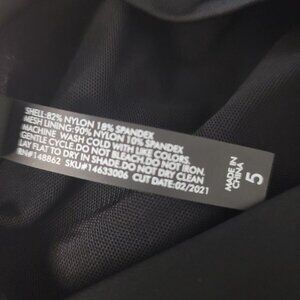 SHELL:82% NYLON 18% SPANDEX
MESH LINING:90% NYLON 10% SPANDEX
MACHINE WASH COLD WITH LIKE COLORS.
GENTLE CYCLE.DO NOT BLEACH.DO NOT IRON.
LAY FLAT TO DRY IN SHADE.DO NOT DRY CLEAN
RN#148862 SKU#14633006 CUT DATE:02/2021
MADE IN
CHINA
5